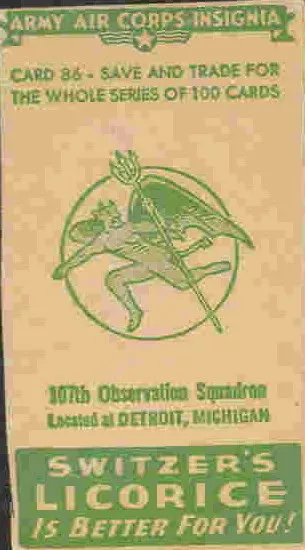 ARMY AIR CORPS INSIGNIA
CARD 86 - SAVE AND TRADE FOR
THE WHOLE SERIES OF 100 CARDS
107th Observation Squadron
Located at DETROIT, MICHIGAN
SWITZER'S
LICORICE
IS BETTER FOR YOU!